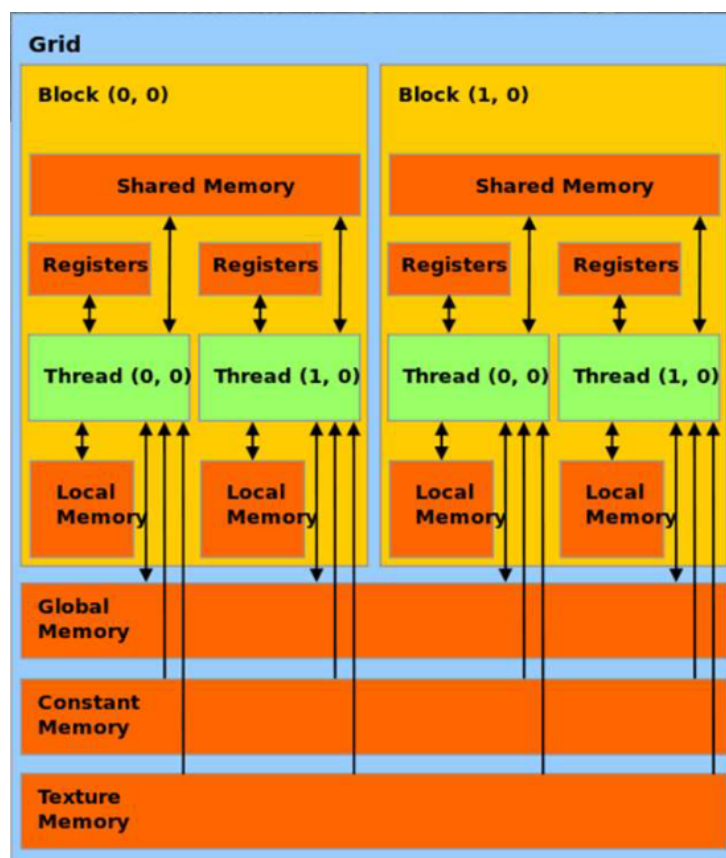 Grid
Block (0, 0)
Block (1, 0)
Shared Memory
Shared Memory
Registers
Registers
Registers
Registers
Thread (0, 0)
Thread (1, 0)
Thread (0, 0)
Thread (1, 0)
Local
Memory
Local
Memory
Local
Memory
Local
Memory
Global
Memory
Constant
Memory
Texture
Memory